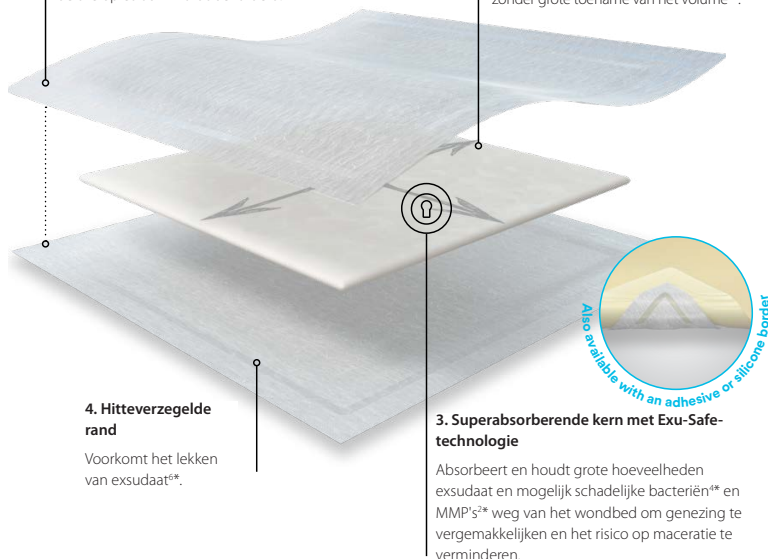 zonder grote toename van het volume
Also available with an adhesive or silicone border
4. Hitteverzegelde
rand
Voorkomt het lekken
van exsudaat⁶*.
3. Superabsorberende kern met Exu-Safe-
technologie
Absorbeert en houdt grote hoeveelheden
exsudaat en mogelijk schadelijke bacteriën⁴* en
MMP's²* weg van het wondbed om genezing te
vergemakkelijken en het risico op maceratie te
verminderen.